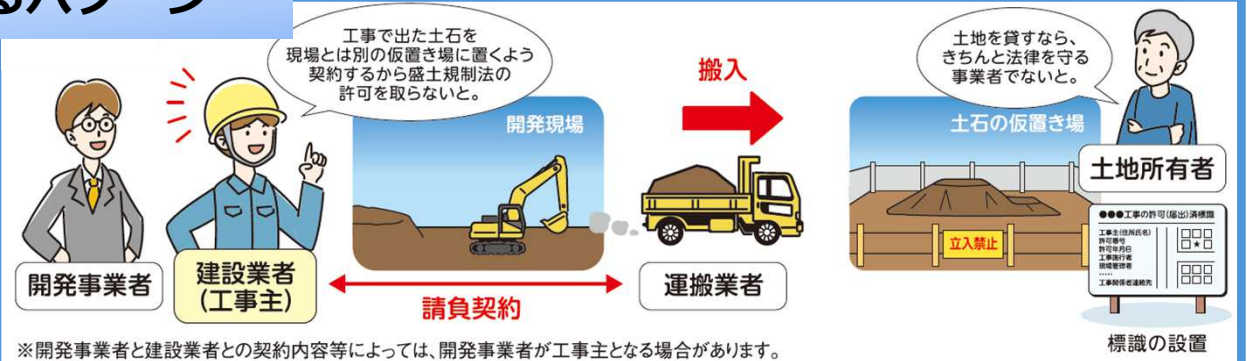 るパターン
工事で出た土石を
現場とは別の仮置き場に置くよう
契約するから盛土規制法の
許可を取らないと。
開発現場
搬入
土地を貸すなら、
きちんと法律を守る
事業者でないと。
土石の仮置き場
立入禁止
土地所有者
●●●工事の許可(届出)済標識
工事主(住所氏名)
許可番号
許可年月日
工事施行者
現場管理者
……
工事関係者連絡先
□□□
□★□
□□□
□□□
開発事業者
建設業者
(工事主)
請負契約
運搬業者
標識の設置
※開発事業者と建設業者との契約内容等によっては、開発事業者が工事主となる場合があります。